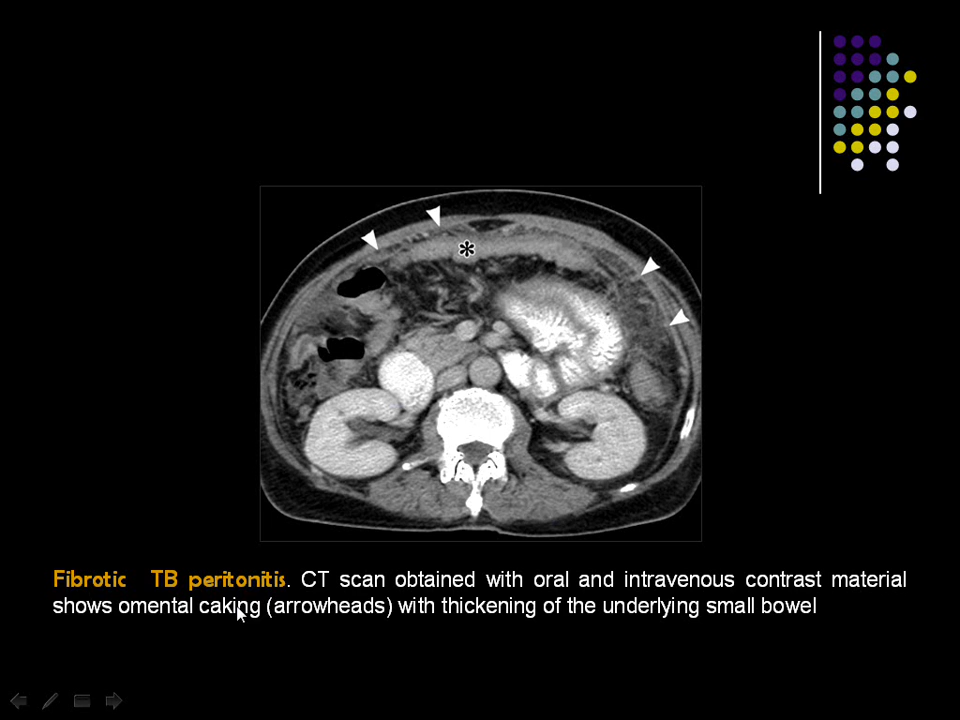 Fibrotic TB peritonitis. CT scan obtained with oral and intravenous contrast material
shows omental caking (arrowheads) with thickening of the underlying small bowel